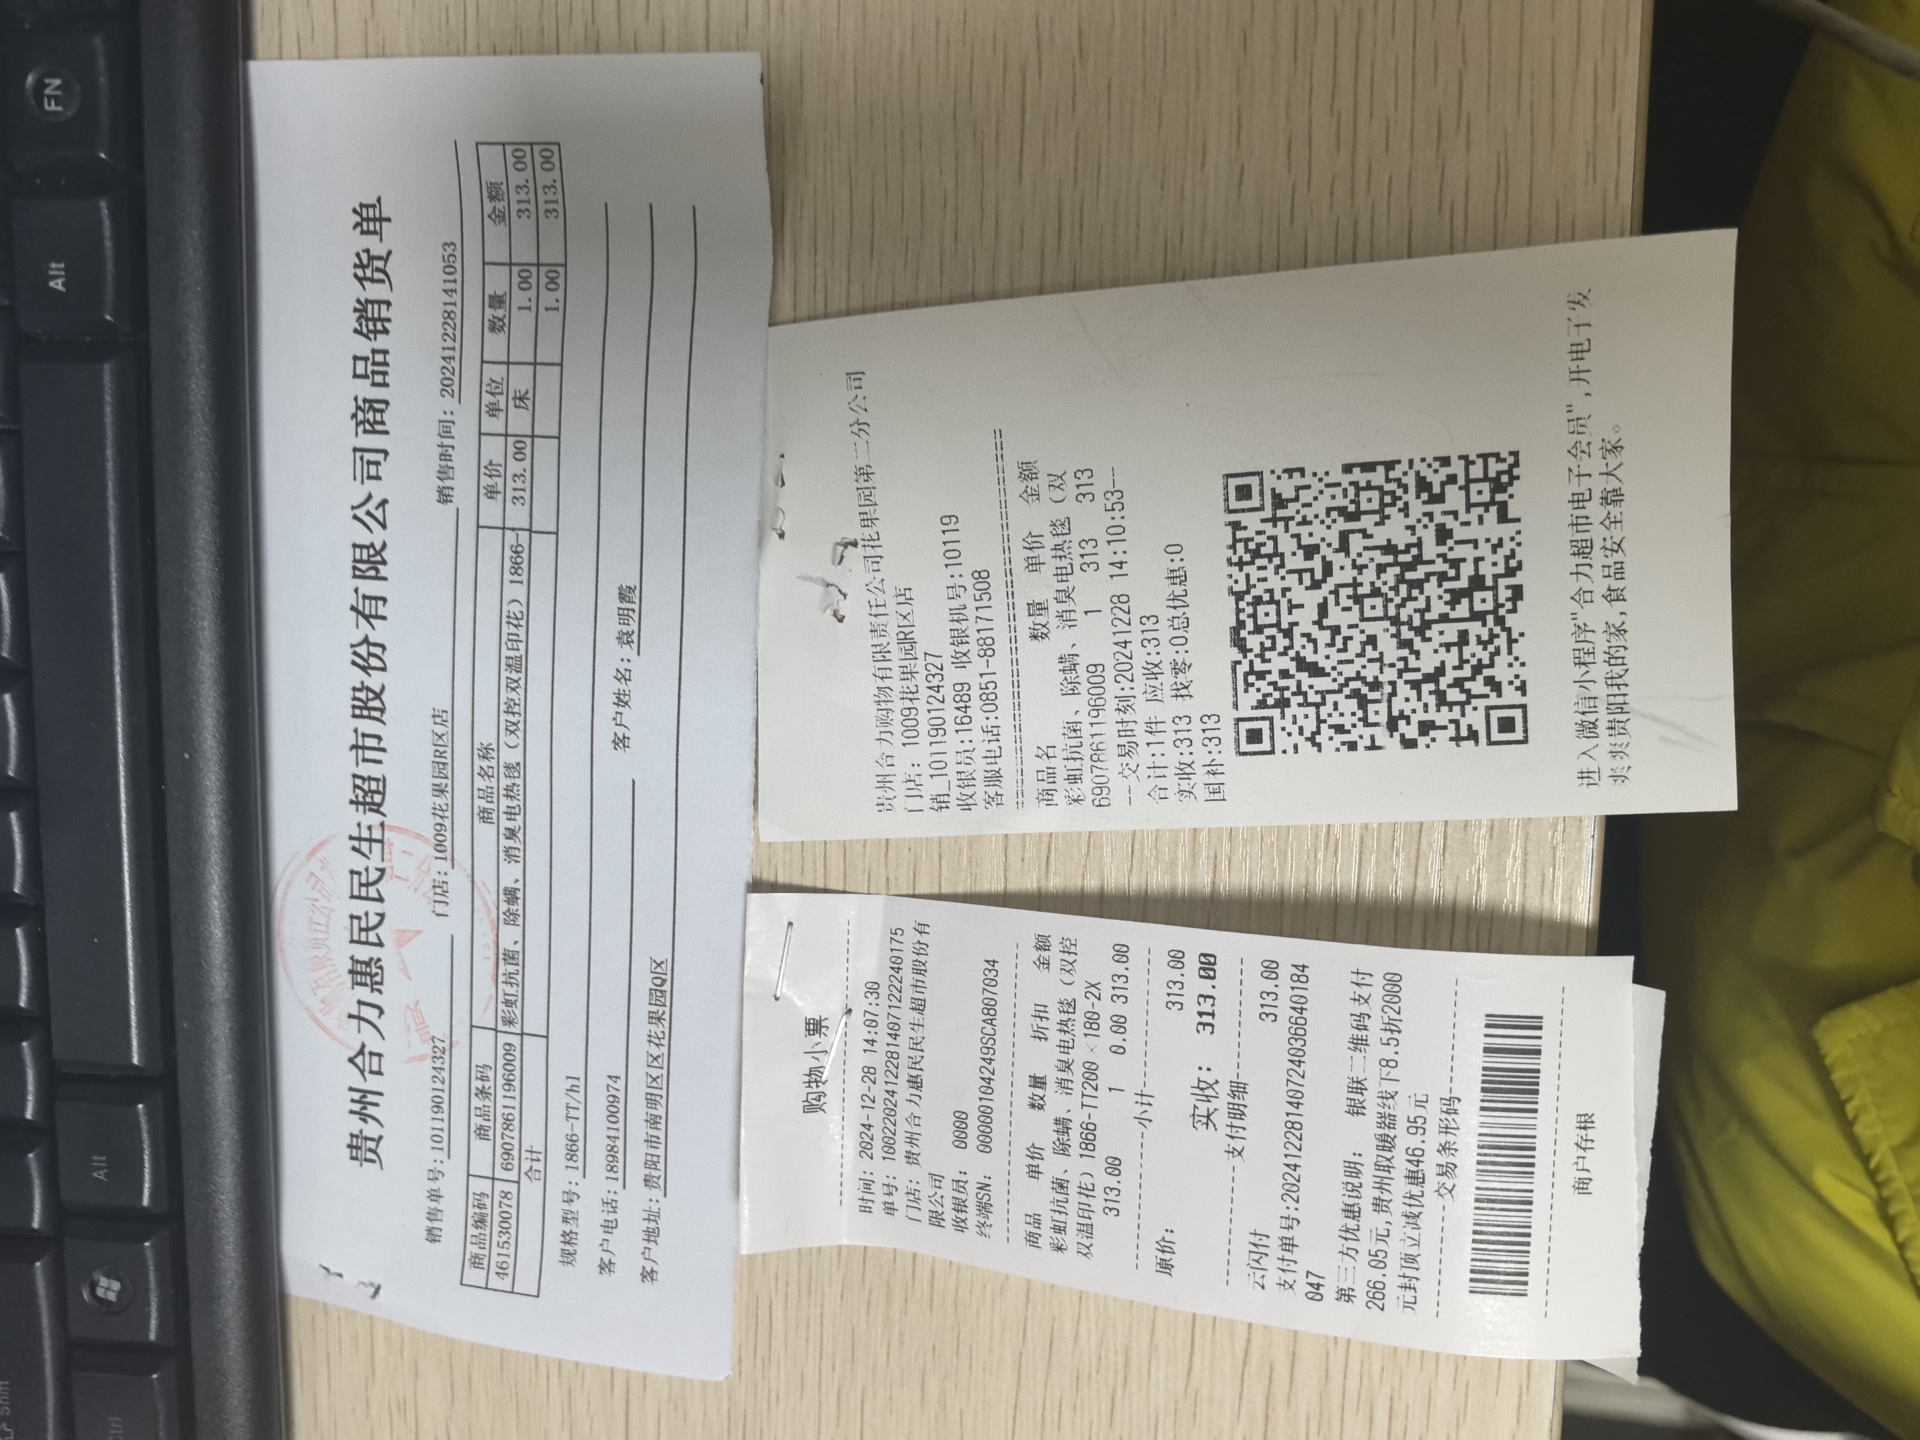 贵州合力惠民民生超市股份有限公司商品销货单
销售单号:101190124327 门店:1009花果园R区店 销售时间:20241228141053
商品编码 商品条码 商品名称 单价 单位 数量 金额
461530078 6907861196009 彩虹抗菌、除螨、消臭电热毯（双控双温印花）1866- 313.00 床 1.00 313.00
合计 1.00 313.00
规格型号:1866-TT/h1
客户电话:18984100974 客户姓名:袁明霞
客户地址:贵阳市南明区区花果园Q区
购物小票
时间: 2024-12-28 14:07:30
单号: 10022024122814071222240175
门店: 贵州合力惠民民生超市股份有
限公司
收银员: 0000
终端SN: 00000104249SCA807034
商品 单价 数量 折扣 金额
彩虹抗菌、除螨、消臭电热毯（双控
双温印花）1866-TT200×180-2X
313.00 1 0.00 313.00
小计
原价: 313.00
实收: 313.00
支付明细
云闪付 313.00
支付单号:20241228140724036640184
047
第三方优惠说明: 银联二维码支付
266.05元,贵州取暖器线下8.5折2000
元封顶立减优惠46.95元
交易条形码
商户存根
贵州合力购物有限责任公司花果园第二分公司
门店: 1009花果园R区店
销_101190124327
收银员:16489 收银机号:10119
客服电话:0851-88171508
商品名 数量 单价 金额
彩虹抗菌、除螨、消臭电热毯（双
6907861196009 1 313 313
---交易时刻:20241228 14:10:53---
合计:1件 应收:313
实收:313 找零:0总优惠:0
国补:313
进入微信小程序"合力超市电子会员",开电子发
爽爽贵阳我的家,食品安全靠大家。
FN
Alt
Alt
Shift
Ctrl